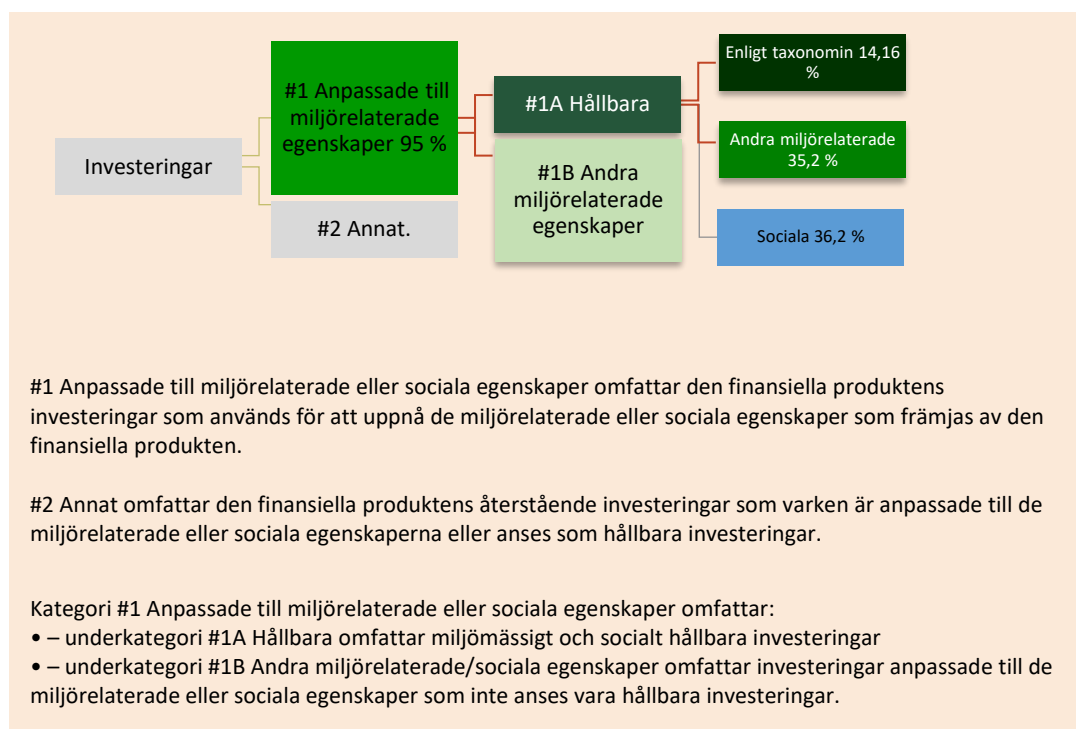 Investeringar
#1 Anpassade till
miljörelaterade
egenskaper 95 %
#2 Annat.
#1A Hållbara
#1B Andra
miljörelaterade
egenskaper
Enligt taxonomin 14,16
%
Andra miljörelaterade
35,2 %
Sociala 36,2 %
#1 Anpassade till miljörelaterade eller sociala egenskaper omfattar den finansiella produktens
investeringar som används för att uppnå de miljörelaterade eller sociala egenskaper som främjas av den
finansiella produkten.
#2 Annat omfattar den finansiella produktens återstående investeringar som varken är anpassade till de
miljörelaterade eller sociala egenskaperna eller anses som hållbara investeringar.
Kategori #1 Anpassade till miljörelaterade eller sociala egenskaper omfattar:
• – underkategori #1A Hållbara omfattar miljömässigt och socialt hållbara investeringar
• – underkategori #1B Andra miljörelaterade/sociala egenskaper omfattar investeringar anpassade till de
miljörelaterade eller sociala egenskaper som inte anses vara hållbara investeringar.